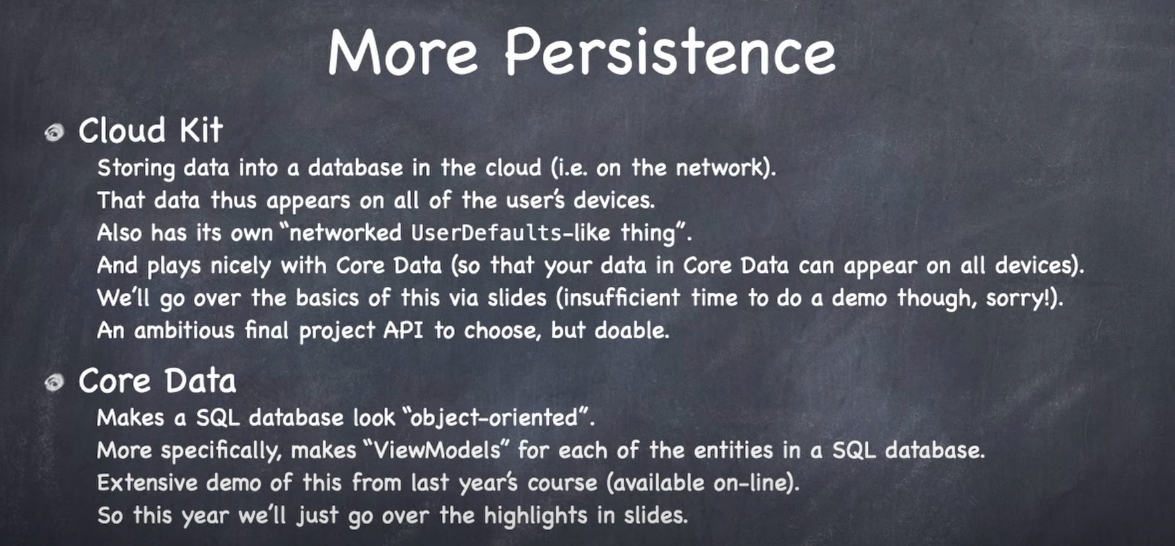 More Persistence
Cloud Kit
Storing data into a database in the cloud (i.e. on the network).
That data thus appears on all of the user’s devices.
Also has its own “networked UserDefaults-like thing”.
And plays nicely with Core Data (so that your data in Core Data can appear on all devices).
We’ll go over the basics of this via slides (insufficient time to do a demo though, sorry!).
An ambitious final project API to choose, but doable.
Core Data
Makes a SQL database look “object-oriented”.
More specifically, makes “ViewModels” for each of the entities in a SQL database.
Extensive demo of this from last year’s course (available on-line).
So this year we’ll just go over the highlights in slides.